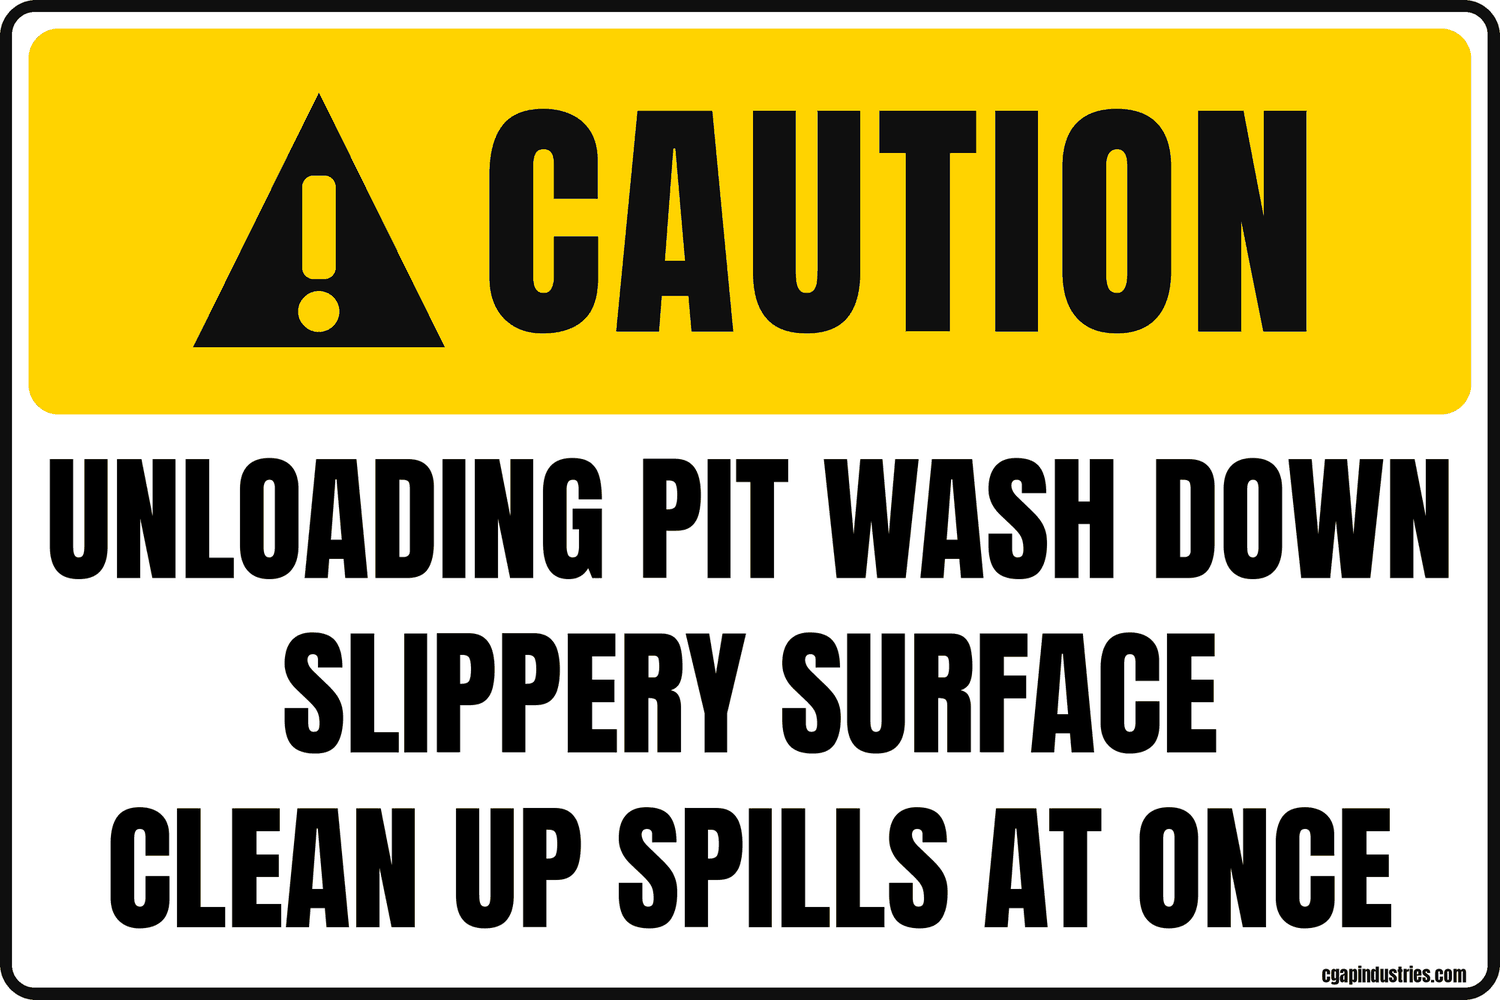 CAUTION
UNLOADING PIT WASH DOWN
SLIPPERY SURFACE
CLEAN UP SPILLS AT ONCE
cgapindustries.com